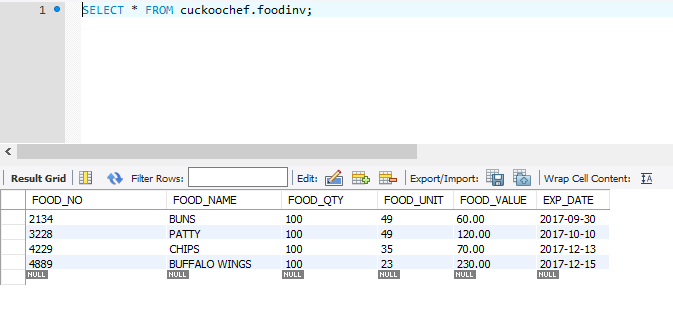 1 SELECT * FROM cuckoochef.foodinv;
Result Grid Filter Rows: Edit: Export/Import: Wrap Cell Content:
FOOD_NO FOOD_NAME FOOD_QTY FOOD_UNIT FOOD_VALUE EXP_DATE
2134 BUNS 100 49 60.00 2017-09-30
3228 PATTY 100 49 120.00 2017-10-10
4229 CHIPS 100 35 70.00 2017-12-13
4889 BUFFALO WINGS 100 23 230.00 2017-12-15
NULL NULL NULL NULL NULL NULL